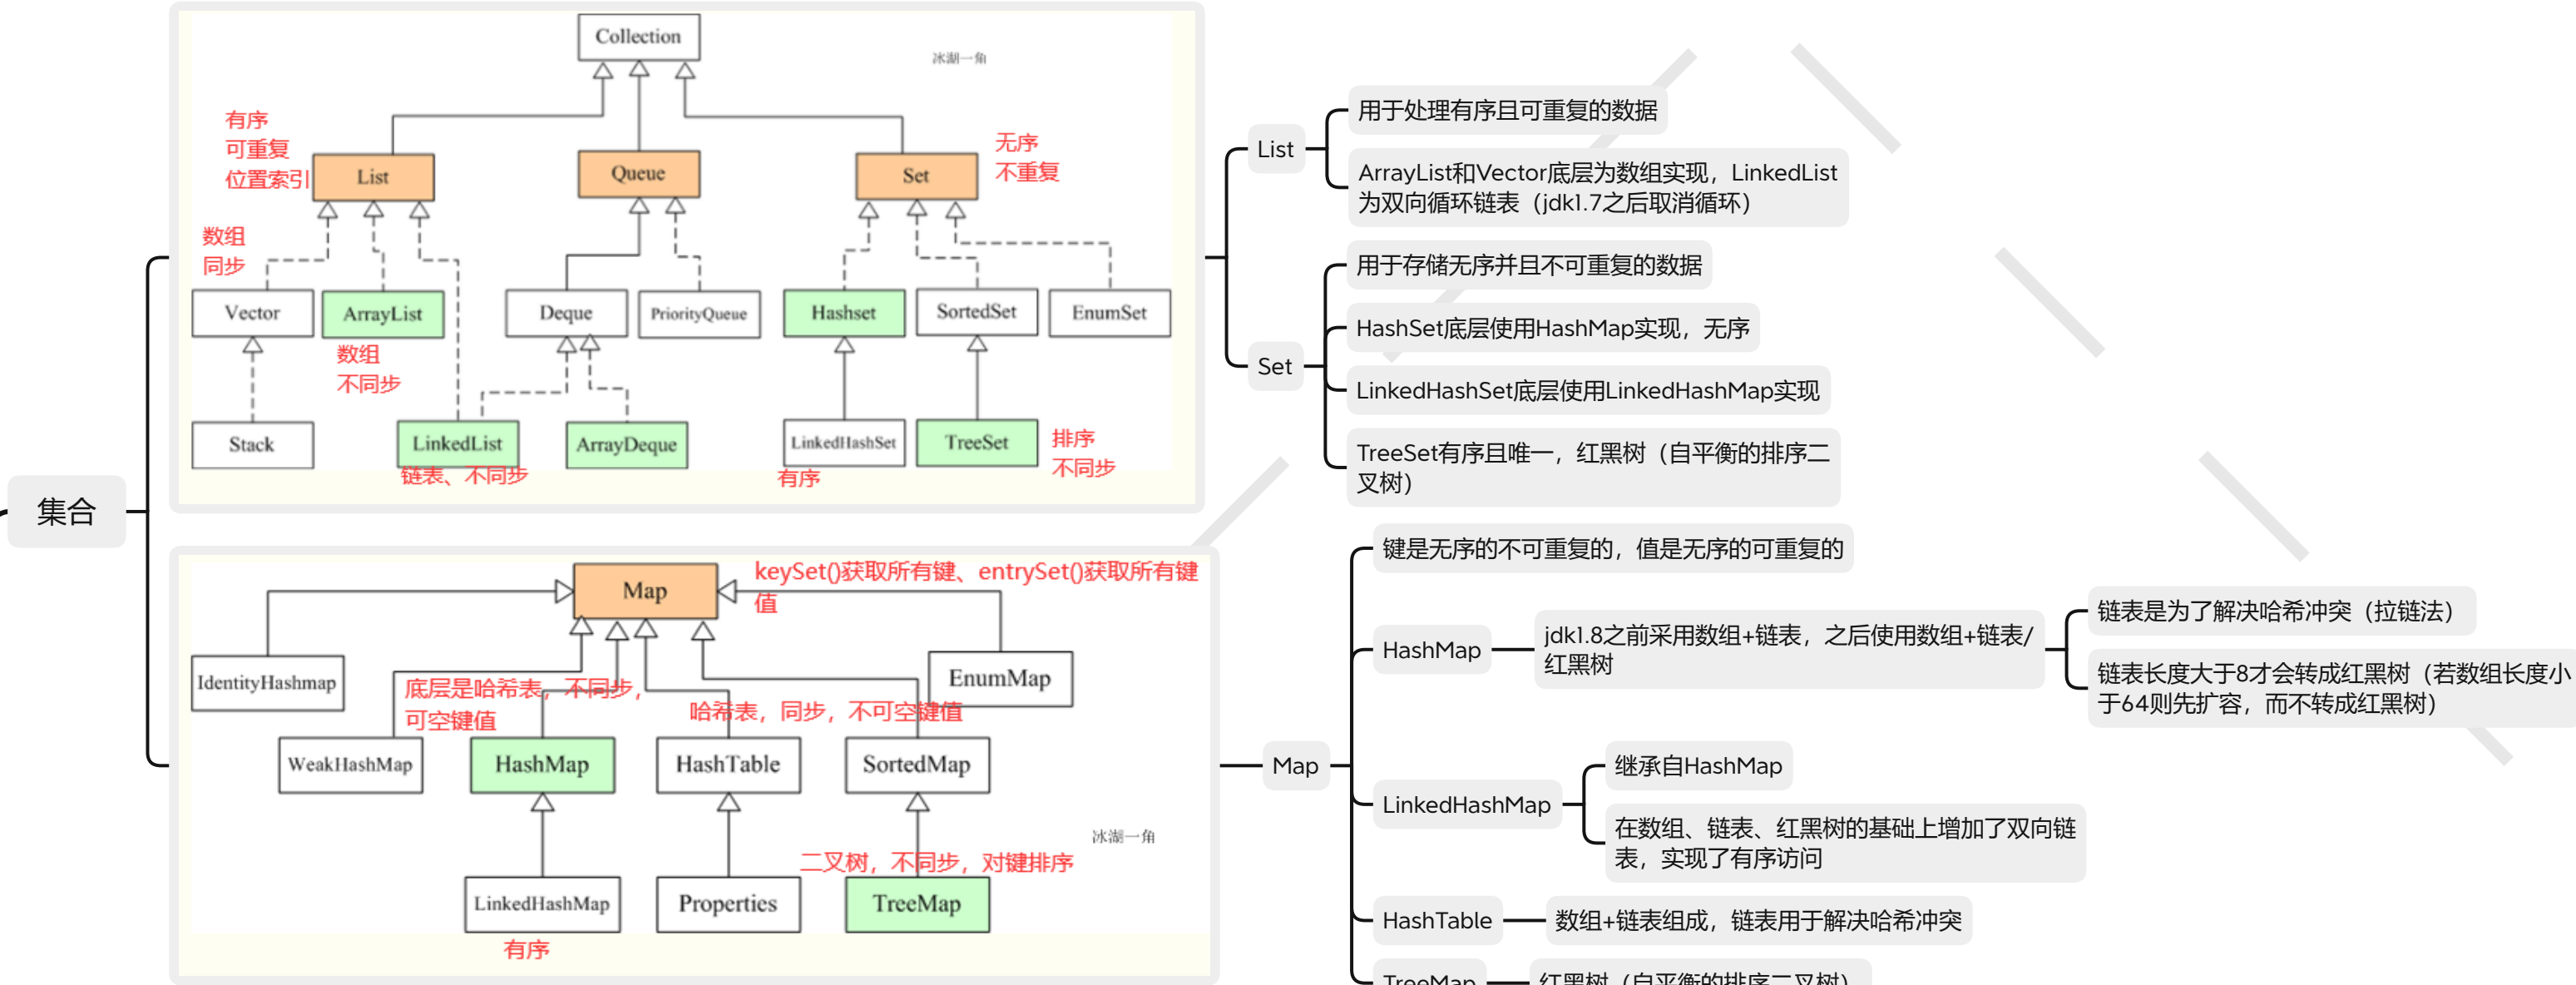 集合
Collection
冰湖一角
有序
可重复
位置索引
List
Queue
Set
无序
不重复
数组
同步
Vector
ArrayList
Deque
PriorityQueue
Hashset
SortedSet
EnumSet
数组
不同步
Stack
LinkedList
ArrayDeque
LinkedHashSet
TreeSet
排序
不同步
链表、不同步
有序
Map
keySet()获取所有键、entrySet()获取所有键
值
IdentityHashmap
EnumMap
底层是哈希表，不同步，
可空键值
哈希表，同步，不可空键值
WeakHashMap
HashMap
HashTable
SortedMap
冰湖一角
二叉树，不同步，对键排序
LinkedHashMap
Properties
TreeMap
有序
List
用于处理有序且可重复的数据
ArrayList和Vector底层为数组实现，LinkedList
为双向循环链表（jdk1.7之后取消循环）
Set
用于存储无序并且不可重复的数据
HashSet底层使用HashMap实现，无序
LinkedHashSet底层使用LinkedHashMap实现
TreeSet有序且唯一，红黑树（自平衡的排序二
叉树）
Map
键是无序的不可重复的，值是无序的可重复的
HashMap
jdk1.8之前采用数组+链表，之后使用数组+链表/
红黑树
链表是为了解决哈希冲突（拉链法）
链表长度大于8才会转成红黑树（若数组长度小
于64则先扩容，而不转成红黑树）
LinkedHashMap
继承自HashMap
在数组、链表、红黑树的基础上增加了双向链
表，实现了有序访问
HashTable
数组+链表组成，链表用于解决哈希冲突
TreeMap
红黑树（自平衡的排序二叉树）